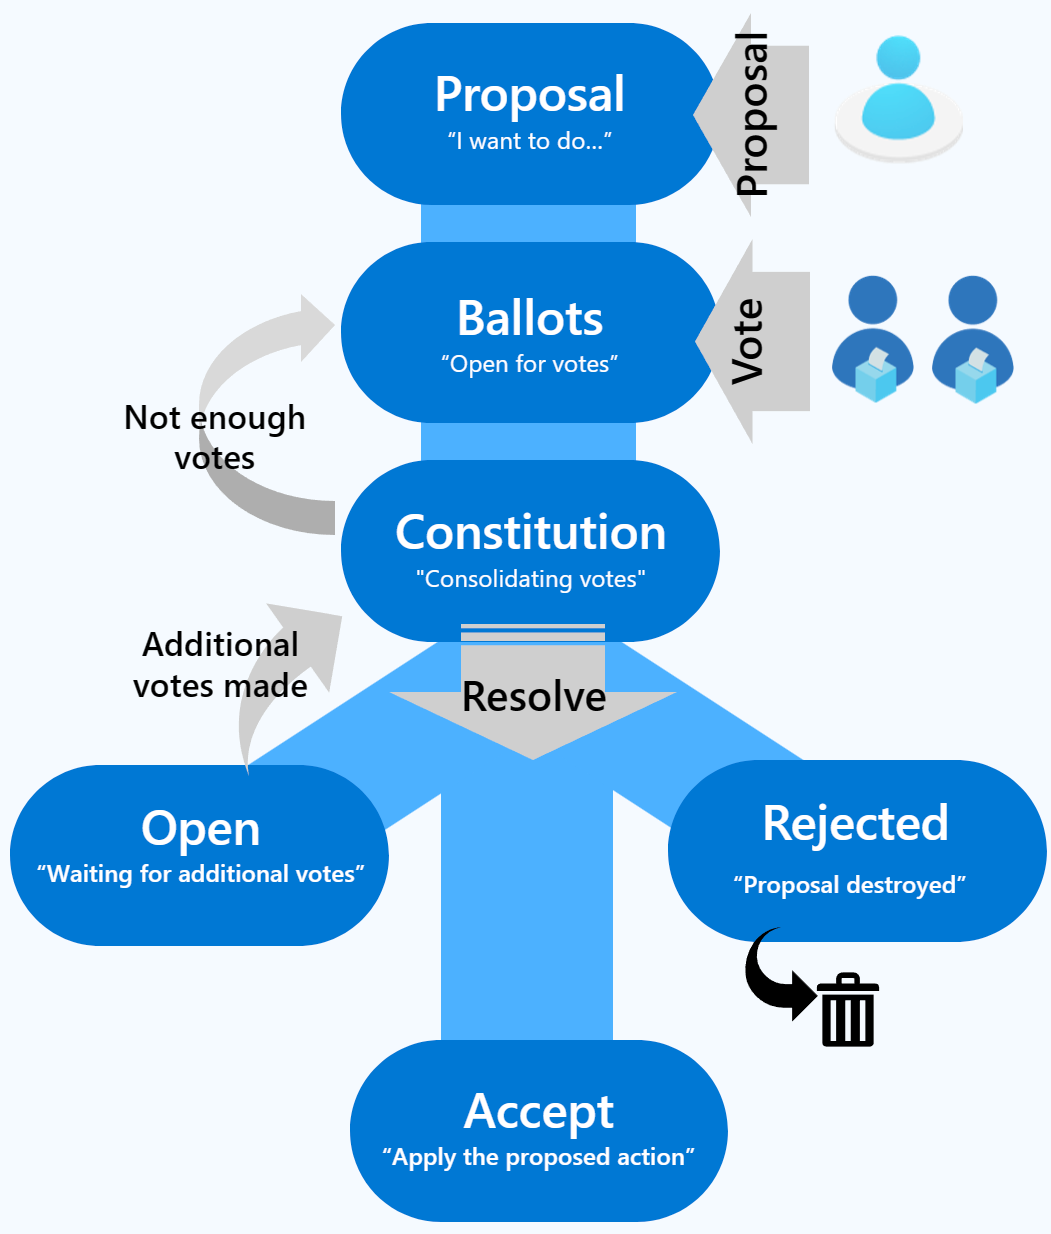 Proposal
“I want to do...”
Proposal
Ballots
“Open for votes”
Vote
Not enough
votes
Constitution
"Consolidating votes"
Additional
votes made
Resolve
Open
“Waiting for additional votes”
Rejected
“Proposal destroyed”
Accept
“Apply the proposed action”